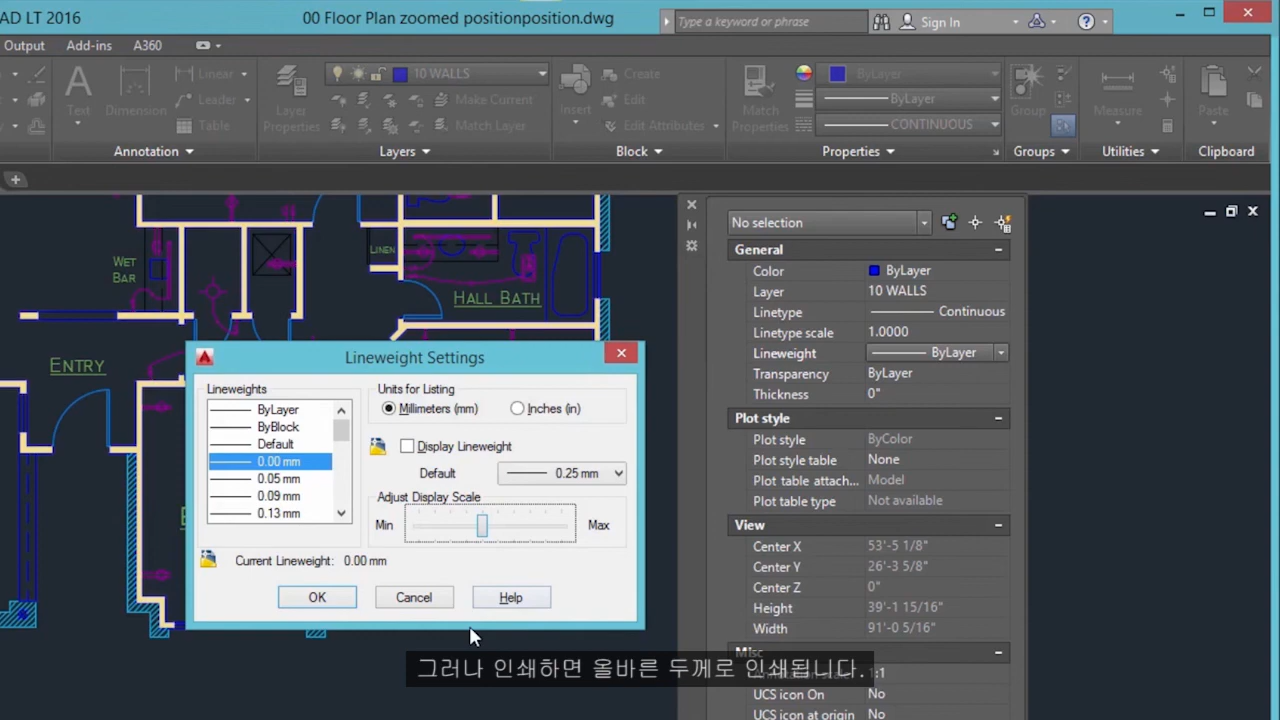 AD LT 2016
00 Floor Plan zoomed positionposition.dwg
Type a keyword or phrase
Sign In
Output
Add-ins
A360
Text
Dimension
Linear
Leader
Table
Annotation
Layer
Properties
10 WALLS
Make Current
Match Layer
Layers
Insert
Create
Edit
Edit Attributes
Block
Match
Properties
ByLayer
ByLayer
CONTINUOUS
Properties
Group
Groups
Measure
Utilities
Paste
Clipboard
WET
BAR
LINEN
HALL BATH
ENTRY
Lineweight Settings
Lineweights
ByLayer
ByBlock
Default
0.00 mm
0.05 mm
0.09 mm
0.13 mm
Units for Listing
Millimeters (mm)
Inches (in)
Display Lineweight
Default
0.25 mm
Adjust Display Scale
Min
Max
Current Lineweight: 0.00 mm
OK
Cancel
Help
No selection
General
Color ByLayer
Layer 10 WALLS
Linetype Continuous
Linetype scale 1.0000
Lineweight ByLayer
Transparency ByLayer
Thickness 0"
Plot style
Plot style ByColor
Plot style table None
Plot table attach... Model
Plot table type Not available
View
Center X 53'-5 1/8"
Center Y 26'-3 5/8"
Center Z 0"
Height 39'-1 15/16"
Width 91'-0 5/16"
Misc
Annotation scale 1:1
UCS icon On No
UCS icon at origin No
그러나 인쇄하면 올바른 두께로 인쇄됩니다.